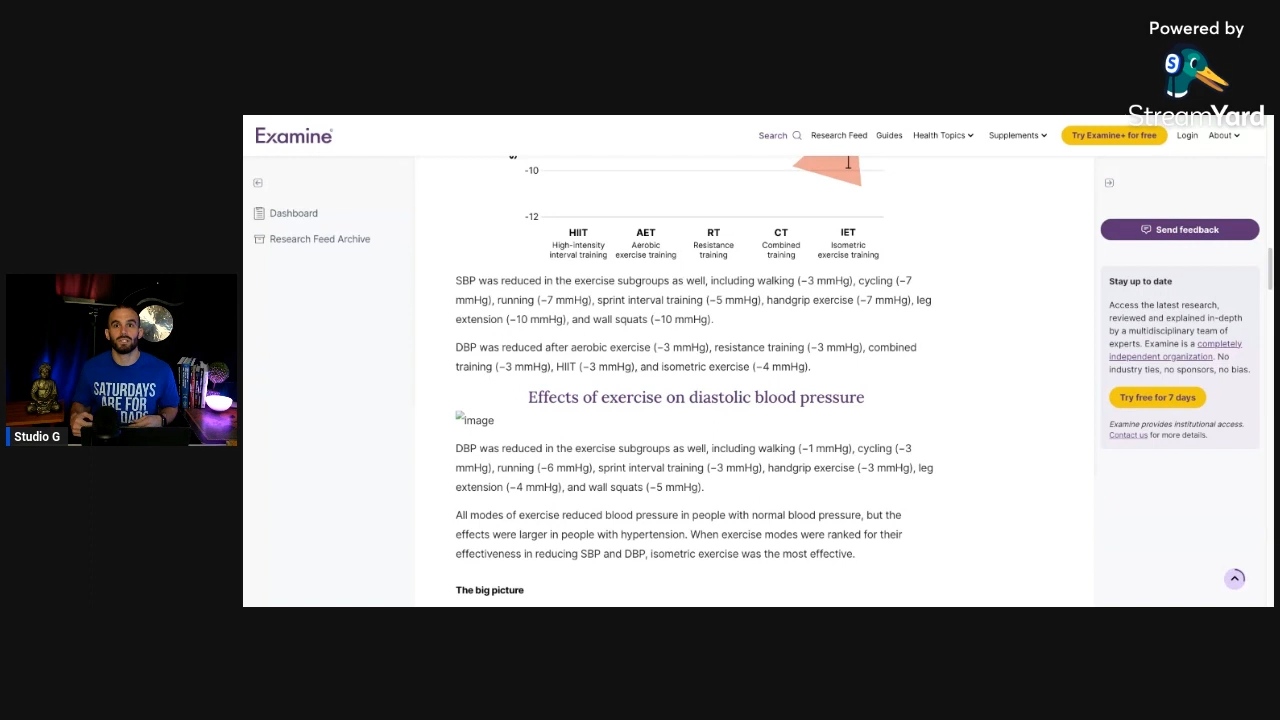 Powered by
StreamYard
Examine
Search
Research Feed
Guides
Health Topics
Supplements
Try Examine+ for free
Login
About
Dashboard
Research Feed Archive
-10
-12
HIIT
High-intensity
interval training
AET
Aerobic
exercise training
RT
Resistance
training
CT
Combined
training
IET
Isometric
exercise training
SBP was reduced in the exercise subgroups as well, including walking (−3 mmHg), cycling (−7
mmHg), running (−7 mmHg), sprint interval training (−5 mmHg), handgrip exercise (−7 mmHg), leg
extension (−10 mmHg), and wall squats (−10 mmHg).
DBP was reduced after aerobic exercise (−3 mmHg), resistance training (−3 mmHg), combined
training (−3 mmHg), HIIT (−3 mmHg), and isometric exercise (−4 mmHg).
Effects of exercise on diastolic blood pressure
image
DBP was reduced in the exercise subgroups as well, including walking (−1 mmHg), cycling (−3
mmHg), running (−6 mmHg), sprint interval training (−3 mmHg), handgrip exercise (−3 mmHg), leg
extension (−4 mmHg), and wall squats (−5 mmHg).
All modes of exercise reduced blood pressure in people with normal blood pressure, but the
effects were larger in people with hypertension. When exercise modes were ranked for their
effectiveness in reducing SBP and DBP, isometric exercise was the most effective.
The big picture
Send feedback
Stay up to date
Access the latest research,
reviewed and explained in-depth
by a multidisciplinary team of
experts. Examine is a completely
independent organization. No
industry ties, no sponsors, no bias.
Try free for 7 days
Examine provides institutional access.
Contact us for more details.
SATURDAYS
ARE FOR
Studio G